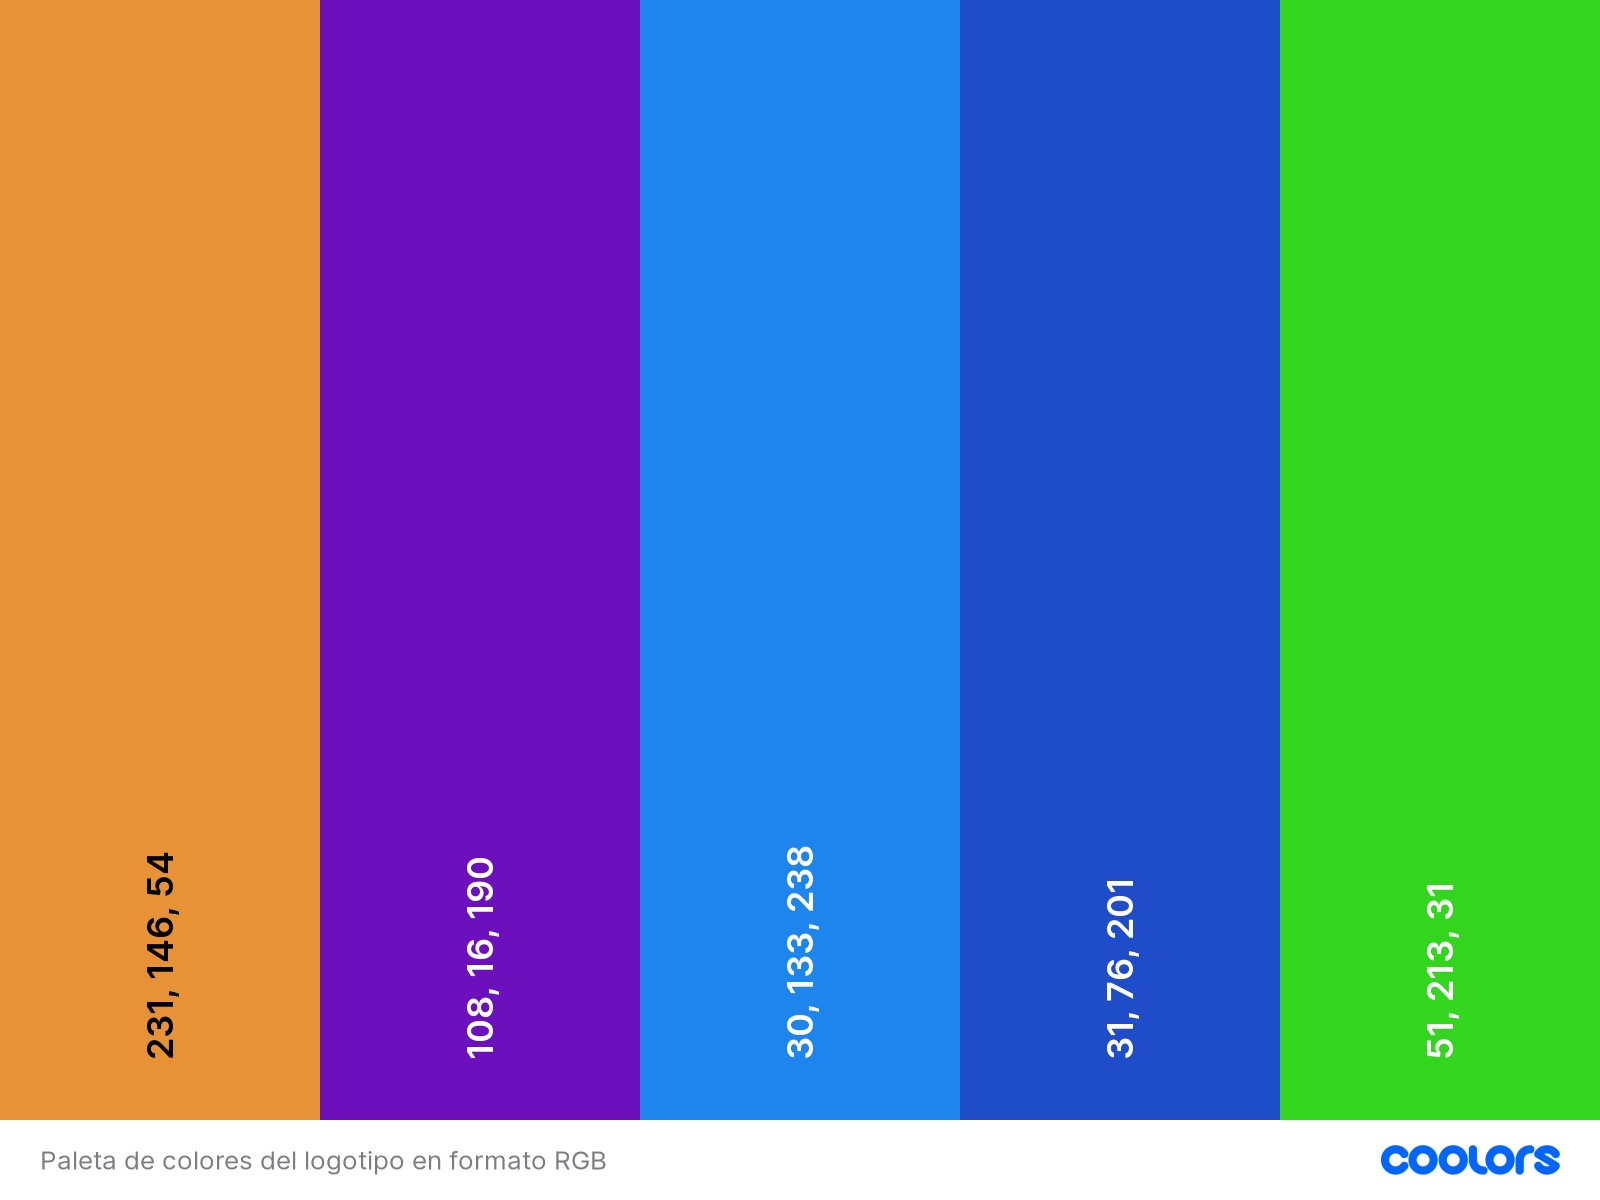 231, 146, 54
108, 16, 190
30, 133, 238
31, 76, 201
51, 213, 31
Paleta de colores del logotipo en formato RGB
coolors